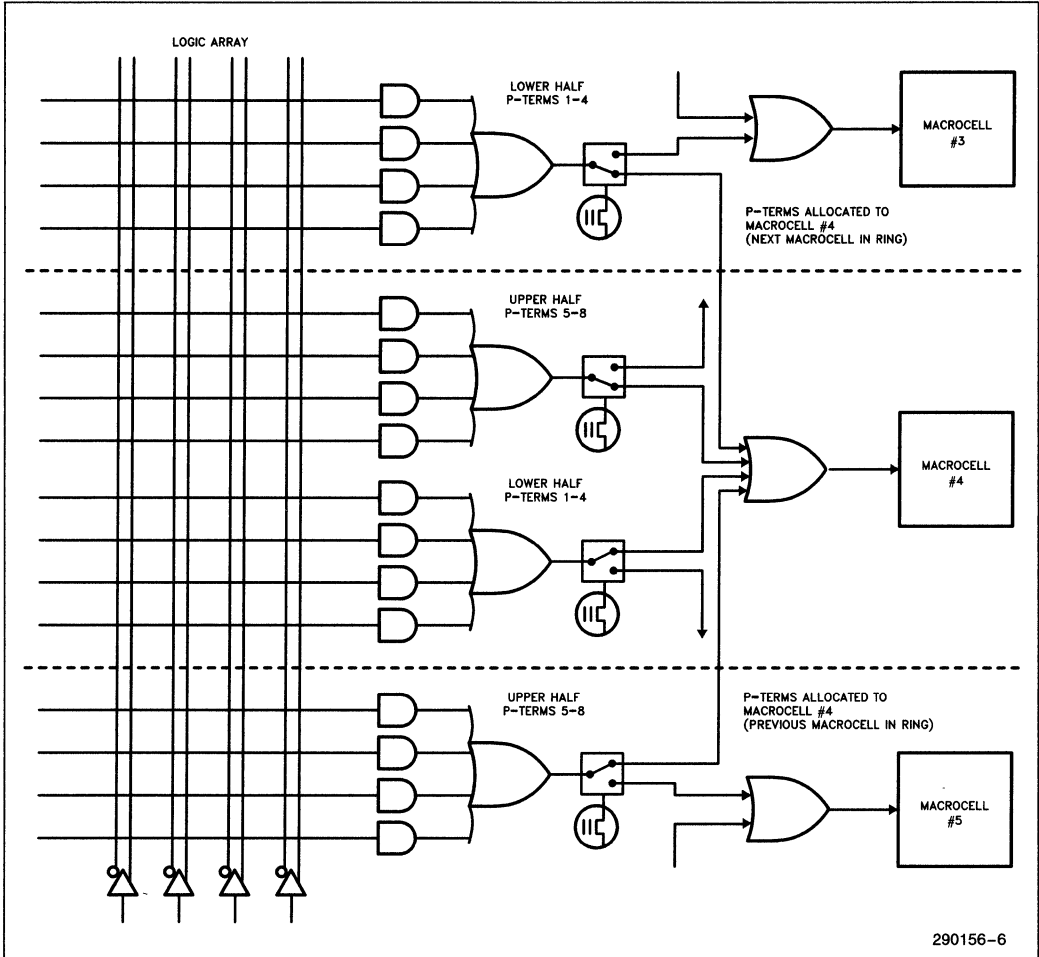 LOGIC ARRAY
LOWER HALF
P-TERMS 1-4
MACROCELL
#3
P-TERMS ALLOCATED TO
MACROCELL #4
(NEXT MACROCELL IN RING)
UPPER HALF
P-TERMS 5-8
LOWER HALF
P-TERMS 1-4
MACROCELL
#4
UPPER HALF
P-TERMS 5-8
P-TERMS ALLOCATED TO
MACROCELL #4
(PREVIOUS MACROCELL IN RING)
MACROCELL
#5
290156-6